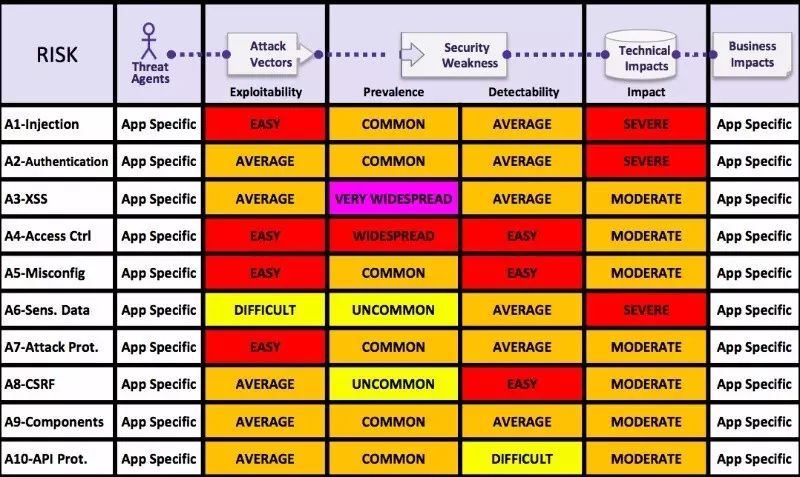 RISK
Threat
Agents
Attack
Vectors
Security
Weakness
Technical
Impacts
Business
Impacts
Exploitability Prevalence Detectability Impact
A1-Injection App Specific EASY COMMON AVERAGE SEVERE App Specific
A2-Authentication App Specific AVERAGE COMMON AVERAGE SEVERE App Specific
A3-XSS App Specific AVERAGE VERY WIDESPREAD AVERAGE MODERATE App Specific
A4-Access Ctrl App Specific EASY WIDESPREAD EASY MODERATE App Specific
A5-Misconfig App Specific EASY COMMON EASY MODERATE App Specific
A6-Sens. Data App Specific DIFFICULT UNCOMMON AVERAGE SEVERE App Specific
A7-Attack Prot. App Specific EASY COMMON AVERAGE MODERATE App Specific
A8-CSRF App Specific AVERAGE UNCOMMON EASY MODERATE App Specific
A9-Components App Specific AVERAGE COMMON AVERAGE MODERATE App Specific
A10-API Prot. App Specific AVERAGE COMMON DIFFICULT MODERATE App Specific